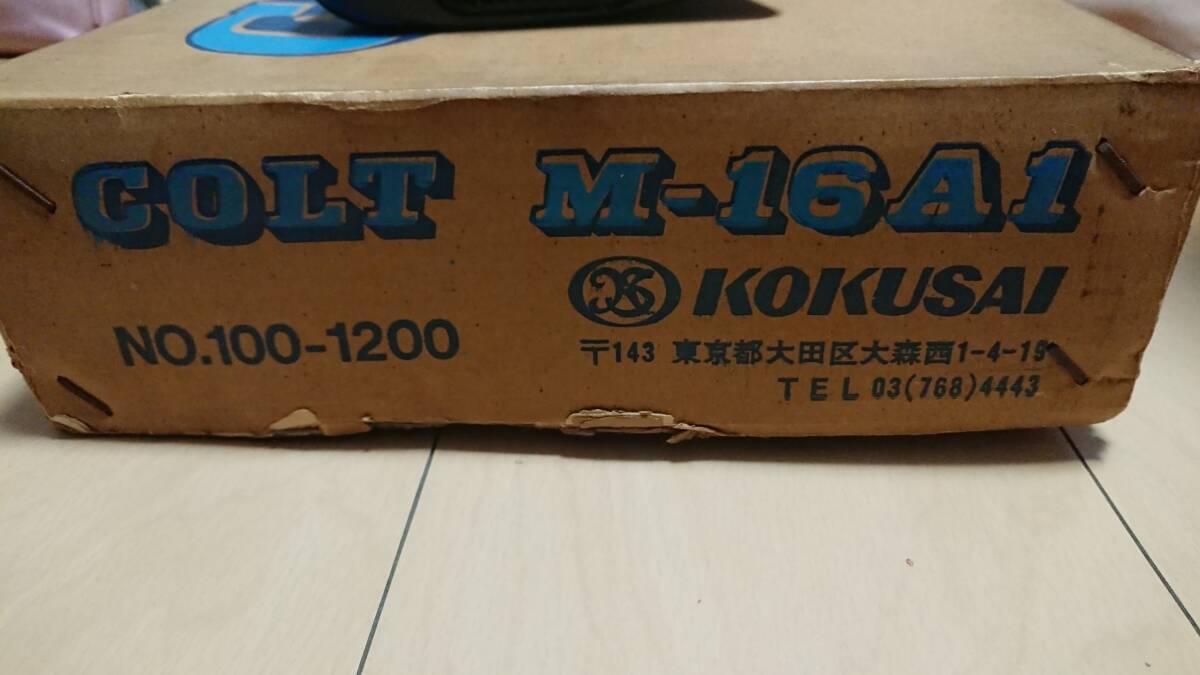 COLT M-16A1
KOKUSAI
NO.100-1200
〒143 東京都大田区大森西1-4-19
TEL 03(768)4443